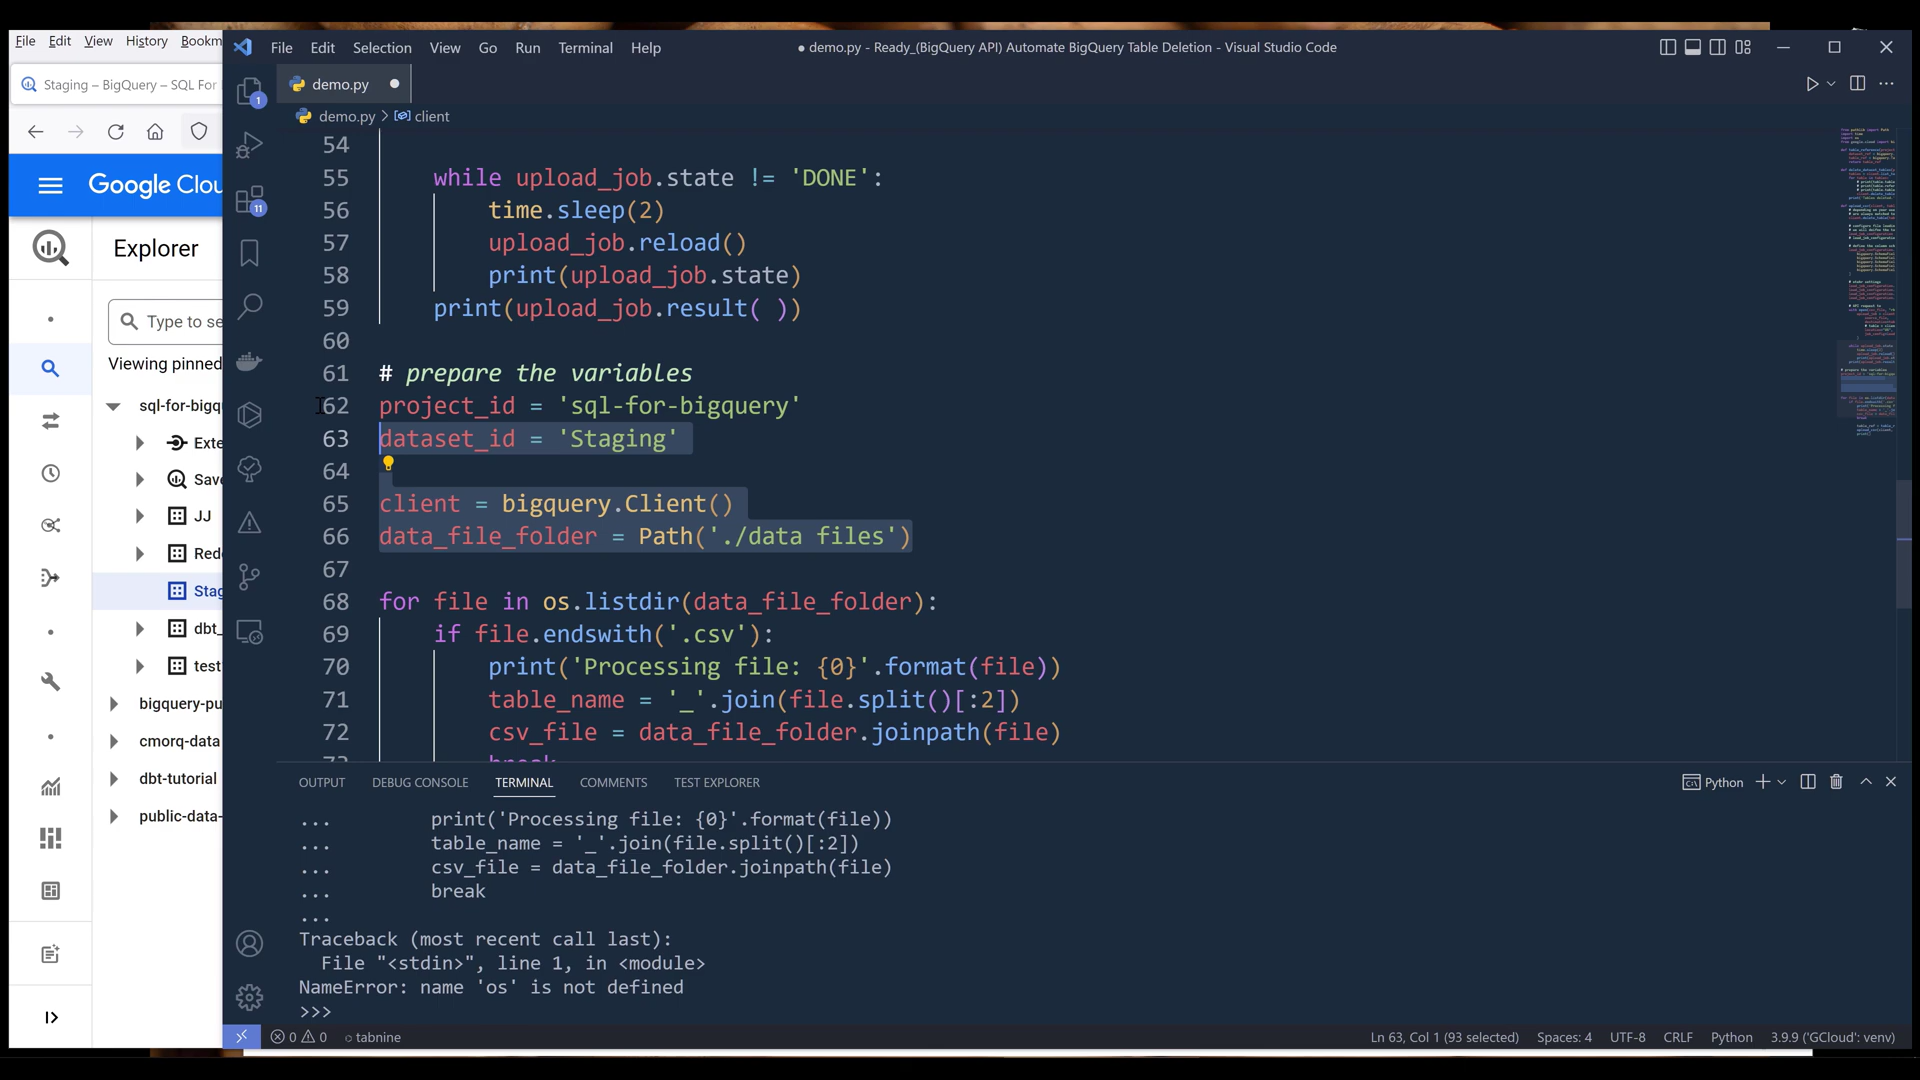 File Edit View History Bookm
Staging – BigQuery – SQL For
Google Clou
Explorer
Type to se
Viewing pinned
sql-for-bigq
Exte
Save
JJ
Red
Stag
dbt_
test
bigquery-pu
cmorq-data
dbt-tutorial
public-data-
File Edit Selection View Go Run Terminal Help
● demo.py - Ready_(BigQuery API) Automate BigQuery Table Deletion - Visual Studio Code
demo.py
demo.py > client
1
11
54
55 while upload_job.state != 'DONE':
56 time.sleep(2)
57 upload_job.reload()
58 print(upload_job.state)
59 print(upload_job.result( ))
60
61 # prepare the variables
62 project_id = 'sql-for-bigquery'
63 dataset_id = 'Staging'
64
65 client = bigquery.Client()
66 data_file_folder = Path('./data files')
67
68 for file in os.listdir(data_file_folder):
69 if file.endswith('.csv'):
70 print('Processing file: {0}'.format(file))
71 table_name = '_'.join(file.split()[:2])
72 csv_file = data_file_folder.joinpath(file)
73 break
OUTPUT DEBUG CONSOLE TERMINAL COMMENTS TEST EXPLORER
Python
... print('Processing file: {0}'.format(file))
... table_name = '_'.join(file.split()[:2])
... csv_file = data_file_folder.joinpath(file)
... break
...
Traceback (most recent call last):
File "<stdin>", line 1, in <module>
NameError: name 'os' is not defined
>>>
0 0 tabnine
Ln 63, Col 1 (93 selected) Spaces: 4 UTF-8 CRLF Python 3.9.9 ('GCloud': venv)